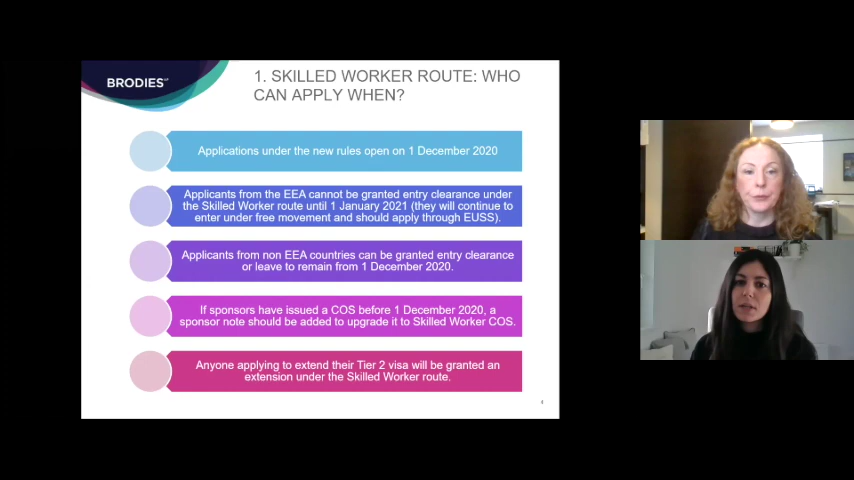 BRODIES LLP
1. SKILLED WORKER ROUTE: WHO
CAN APPLY WHEN?
Applications under the new rules open on 1 December 2020
Applicants from the EEA cannot be granted entry clearance under
the Skilled Worker route until 1 January 2021 (they will continue to
enter under free movement and should apply through EUSS).
Applicants from non EEA countries can be granted entry clearance
or leave to remain from 1 December 2020.
If sponsors have issued a COS before 1 December 2020, a
sponsor note should be added to upgrade it to Skilled Worker COS.
Anyone applying to extend their Tier 2 visa will be granted an
extension under the Skilled Worker route.